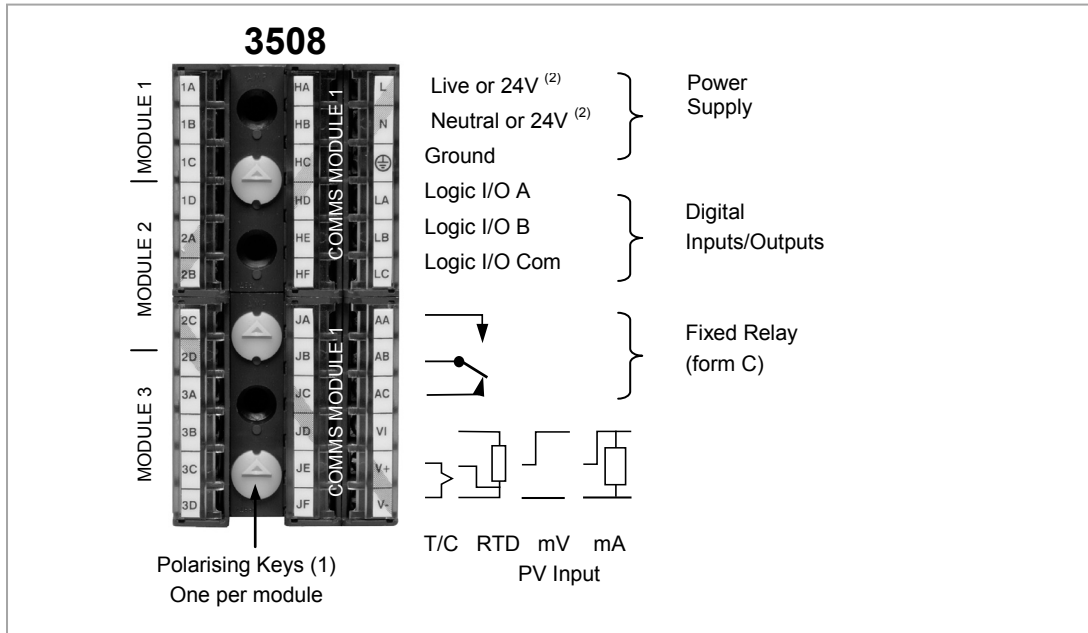 3508
MODULE 1
MODULE 2
MODULE 3
1A
1B
1C
1D
2A
2B
2C
2D
3A
3B
3C
3D
HA
HB
HC
HD
HE
HF
JA
JB
JC
JD
JE
JF
COMMS MODULE 1
COMMS MODULE 1
L
N
LA
LB
LC
AA
AB
AC
VI
V+
V-
Live or 24V (2)
Neutral or 24V (2)
Ground
Logic I/O A
Logic I/O B
Logic I/O Com
Power
Supply
Digital
Inputs/Outputs
Fixed Relay
(form C)
T/C RTD mV mA
PV Input
Polarising Keys (1)
One per module